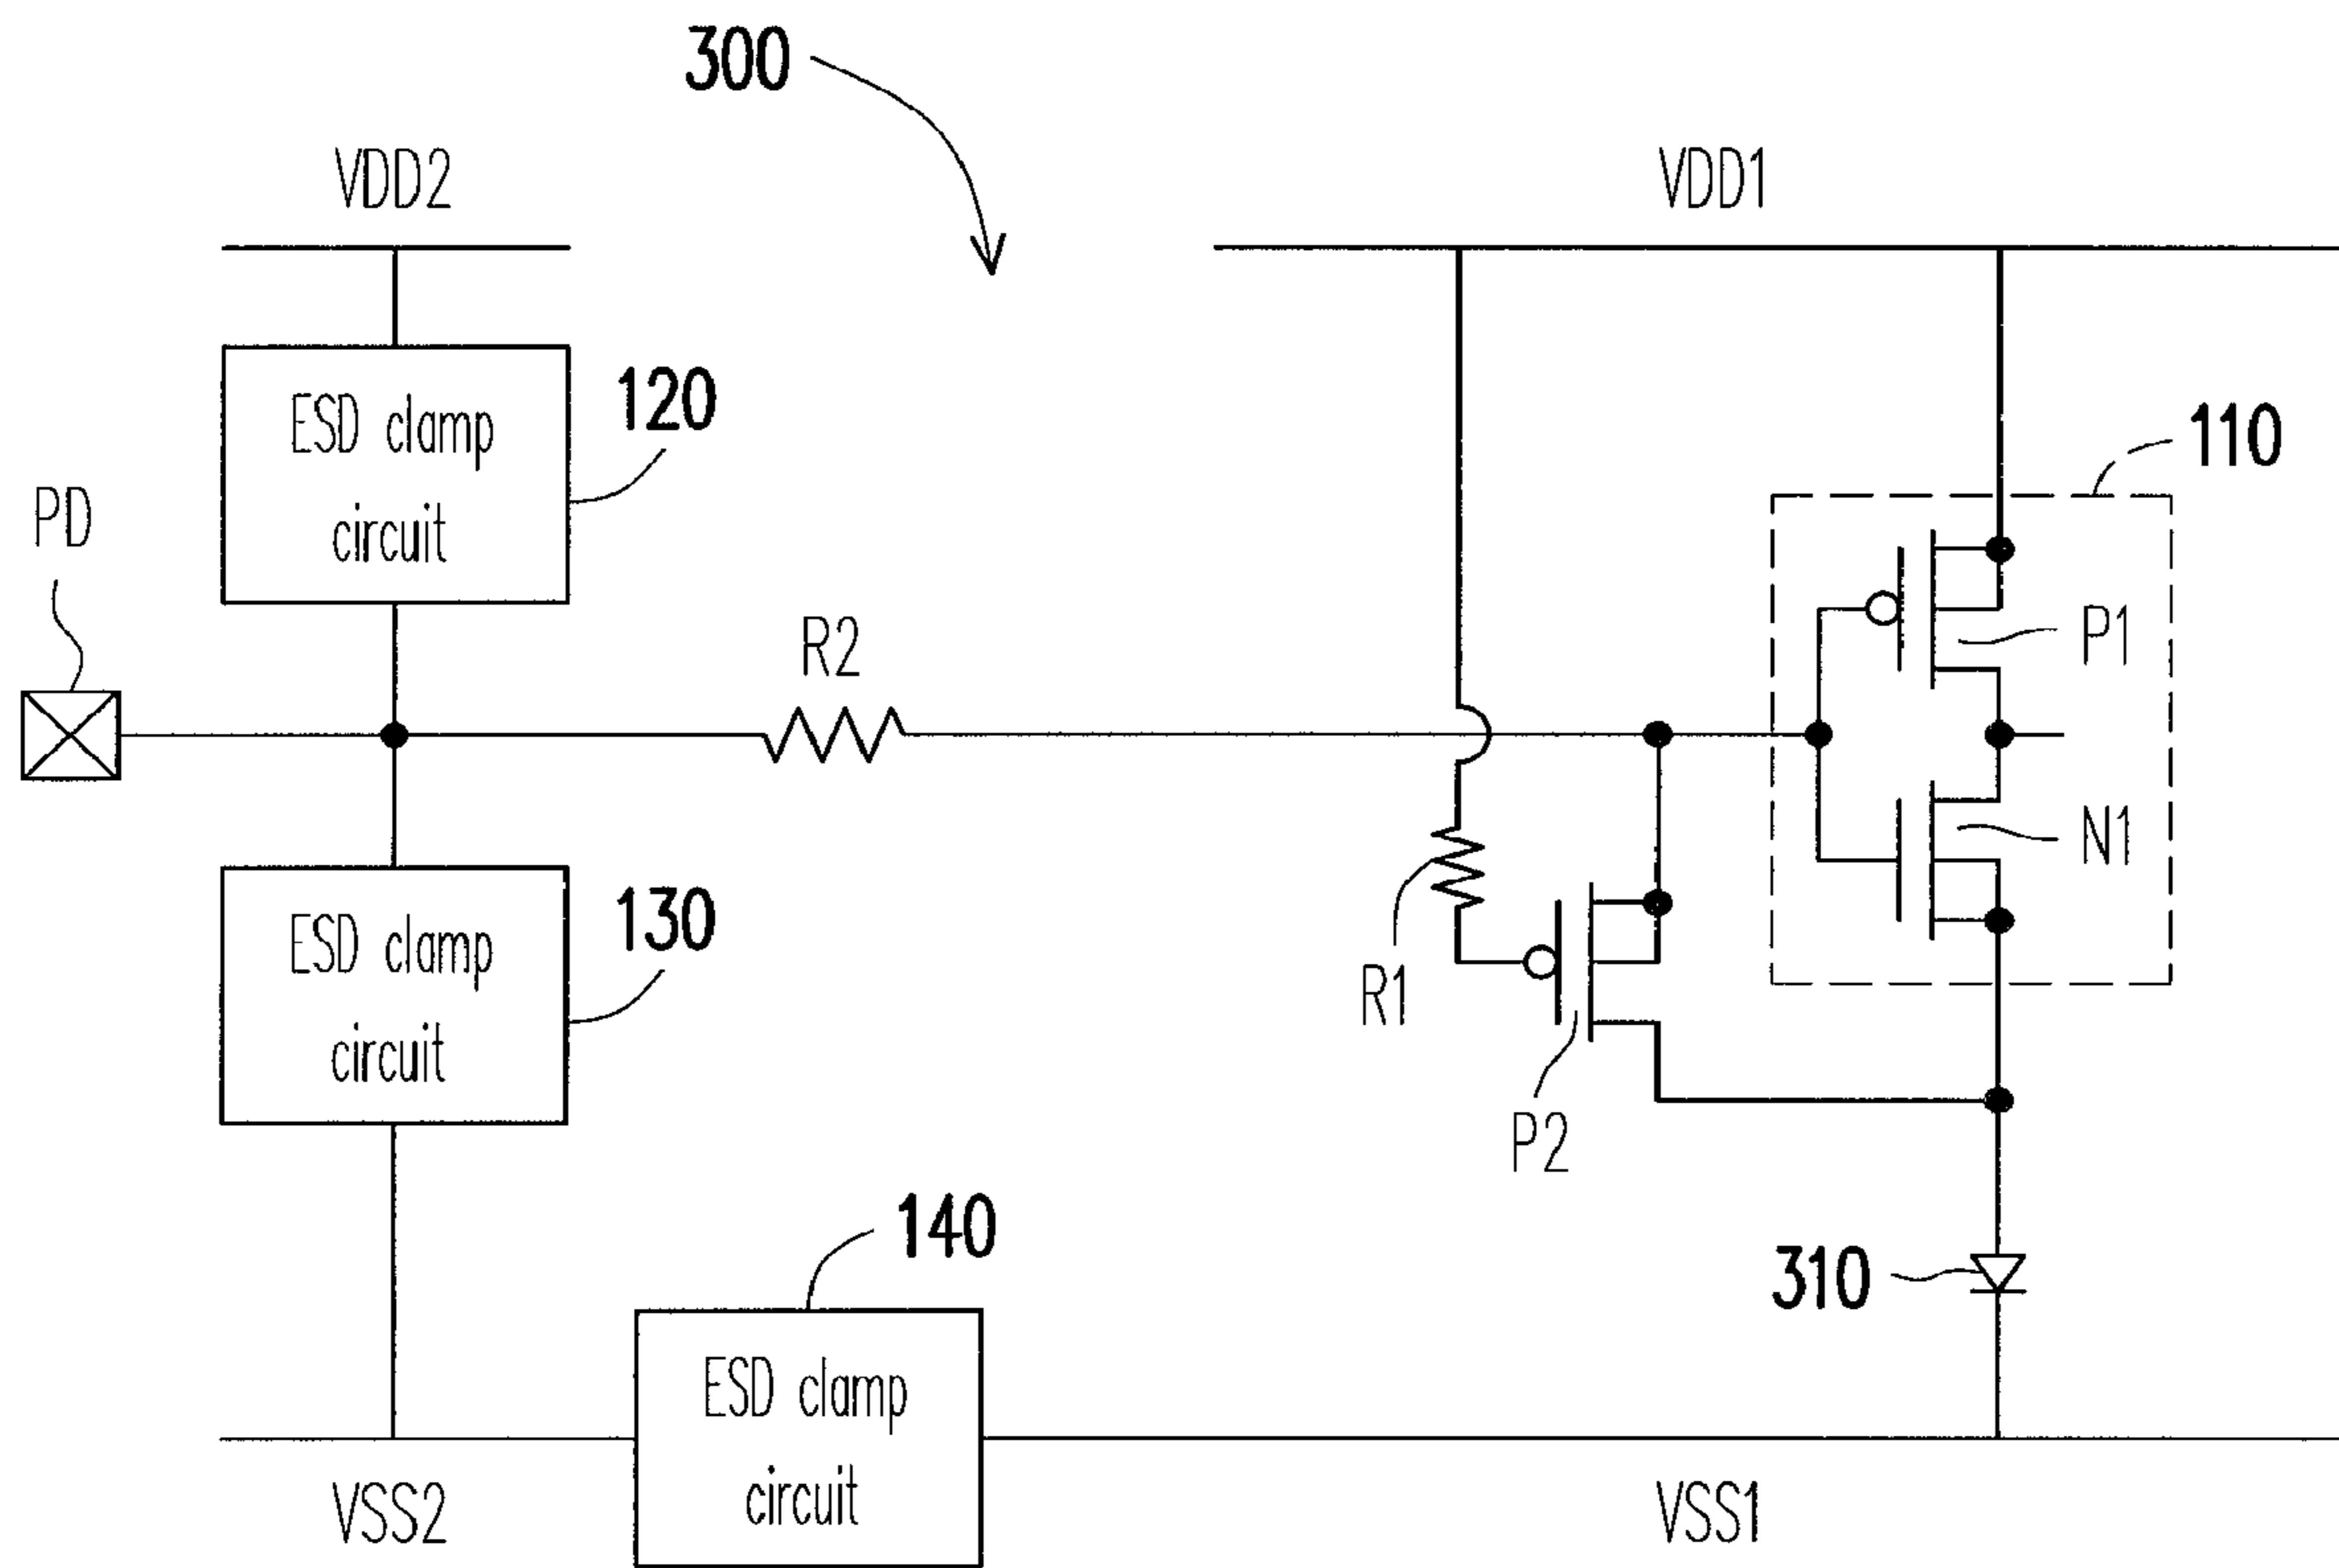 300
VDD2
VDD1
ESD clamp
circuit
120
110
PD
P1
R2
N1
ESD clamp
circuit
130
R1
P2
140
310
ESD clamp
circuit
VSS2
VSS1